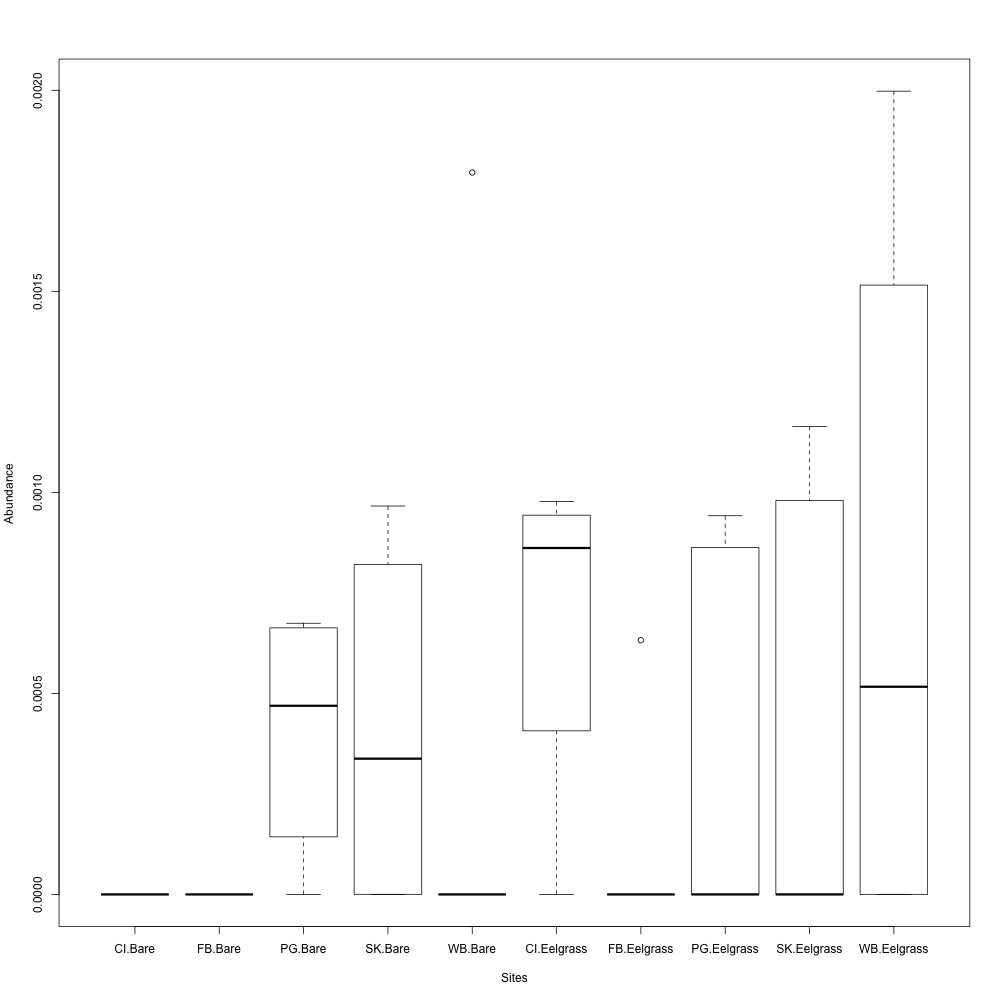 0.0020
0.0015
0.0010
0.0005
0.0000
Abundance
CI.Bare FB.Bare PG.Bare SK.Bare WB.Bare CI.Eelgrass FB.Eelgrass PG.Eelgrass SK.Eelgrass WB.Eelgrass
Sites